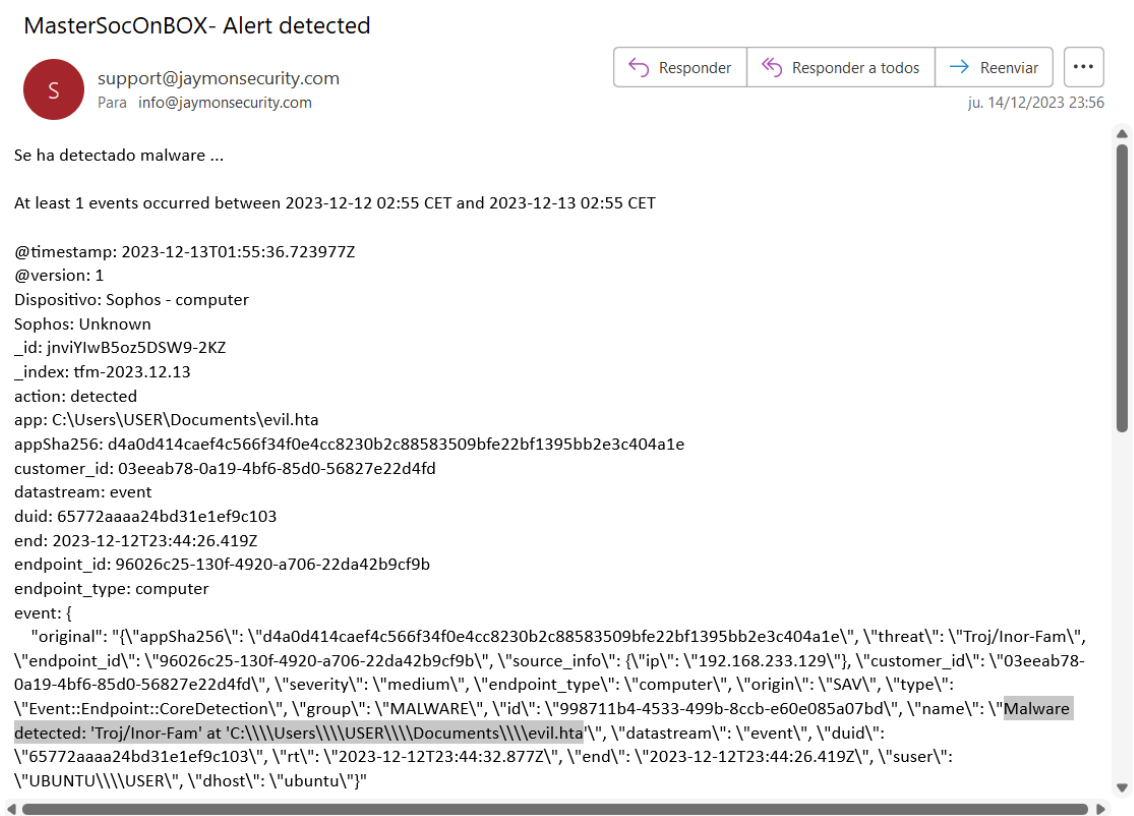 MasterSocOnBOX- Alert detected
S
support@jaymonsecurity.com
Para info@jaymonsecurity.com
Responder
Responder a todos
Reenviar
ju. 14/12/2023 23:56
Se ha detectado malware ...
At least 1 events occurred between 2023-12-12 02:55 CET and 2023-12-13 02:55 CET
@timestamp: 2023-12-13T01:55:36.723977Z
@version: 1
Dispositivo: Sophos - computer
Sophos: Unknown
_id: jnviYIwB5oz5DSW9-2KZ
_index: tfm-2023.12.13
action: detected
app: C:\Users\USER\Documents\evil.hta
appSha256: d4a0d414caef4c566f34f0e4cc8230b2c88583509bfe22bf1395bb2e3c404a1e
customer_id: 03eeab78-0a19-4bf6-85d0-56827e22d4fd
datastream: event
duid: 65772aaaa24bd31e1ef9c103
end: 2023-12-12T23:44:26.419Z
endpoint_id: 96026c25-130f-4920-a706-22da42b9cf9b
endpoint_type: computer
event: {
"original": "{\"appSha256\": \"d4a0d414caef4c566f34f0e4cc8230b2c88583509bfe22bf1395bb2e3c404a1e\", \"threat\": \"Troj/Inor-Fam\",
\"endpoint_id\": \"96026c25-130f-4920-a706-22da42b9cf9b\", \"source_info\": {\"ip\": \"192.168.233.129\"}, \"customer_id\": \"03eeab78-
0a19-4bf6-85d0-56827e22d4fd\", \"severity\": \"medium\", \"endpoint_type\": \"computer\", \"origin\": \"SAV\", \"type\":
\"Event::Endpoint::CoreDetection\", \"group\": \"MALWARE\", \"id\": \"998711b4-4533-499b-8ccb-e60e085a07bd\", \"name\": \"Malware
detected: 'Troj/Inor-Fam' at 'C:\\\\Users\\\\USER\\\\Documents\\\\evil.hta'\", \"datastream\": \"event\", \"duid\":
\"65772aaaa24bd31e1ef9c103\", \"rt\": \"2023-12-12T23:44:32.877Z\", \"end\": \"2023-12-12T23:44:26.419Z\", \"suser\":
\"UBUNTU\\\\USER\", \"dhost\": \"ubuntu\"}"